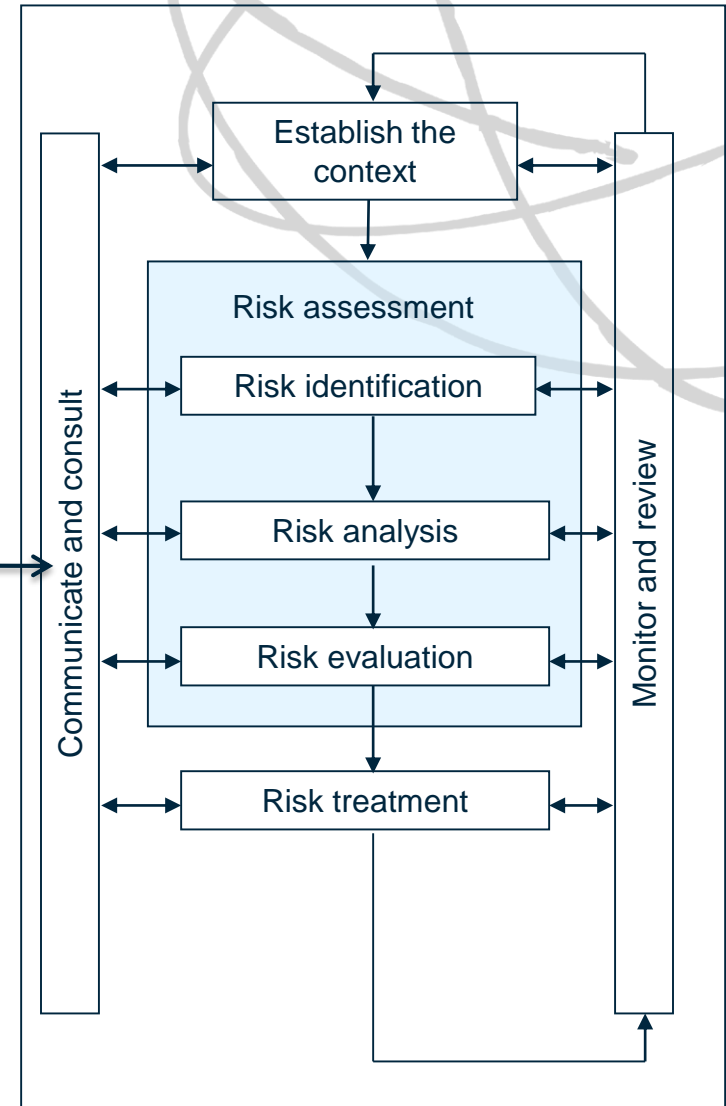 Establish the
context
Risk assessment
Risk identification
Risk analysis
Risk evaluation
Risk treatment
Communicate and consult
Monitor and review